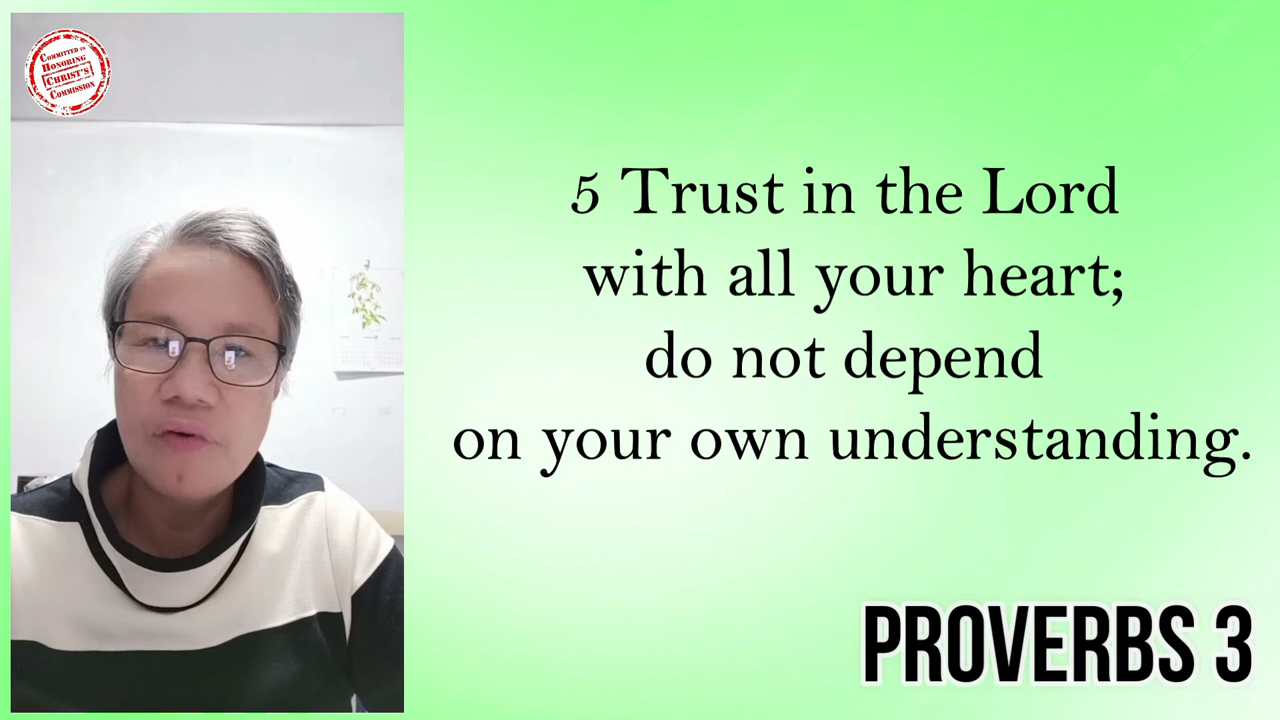 COMMITTED TO
HONORING
CHRIST'S
COMMISSION
5 Trust in the Lord
with all your heart;
do not depend
on your own understanding.
PROVERBS 3